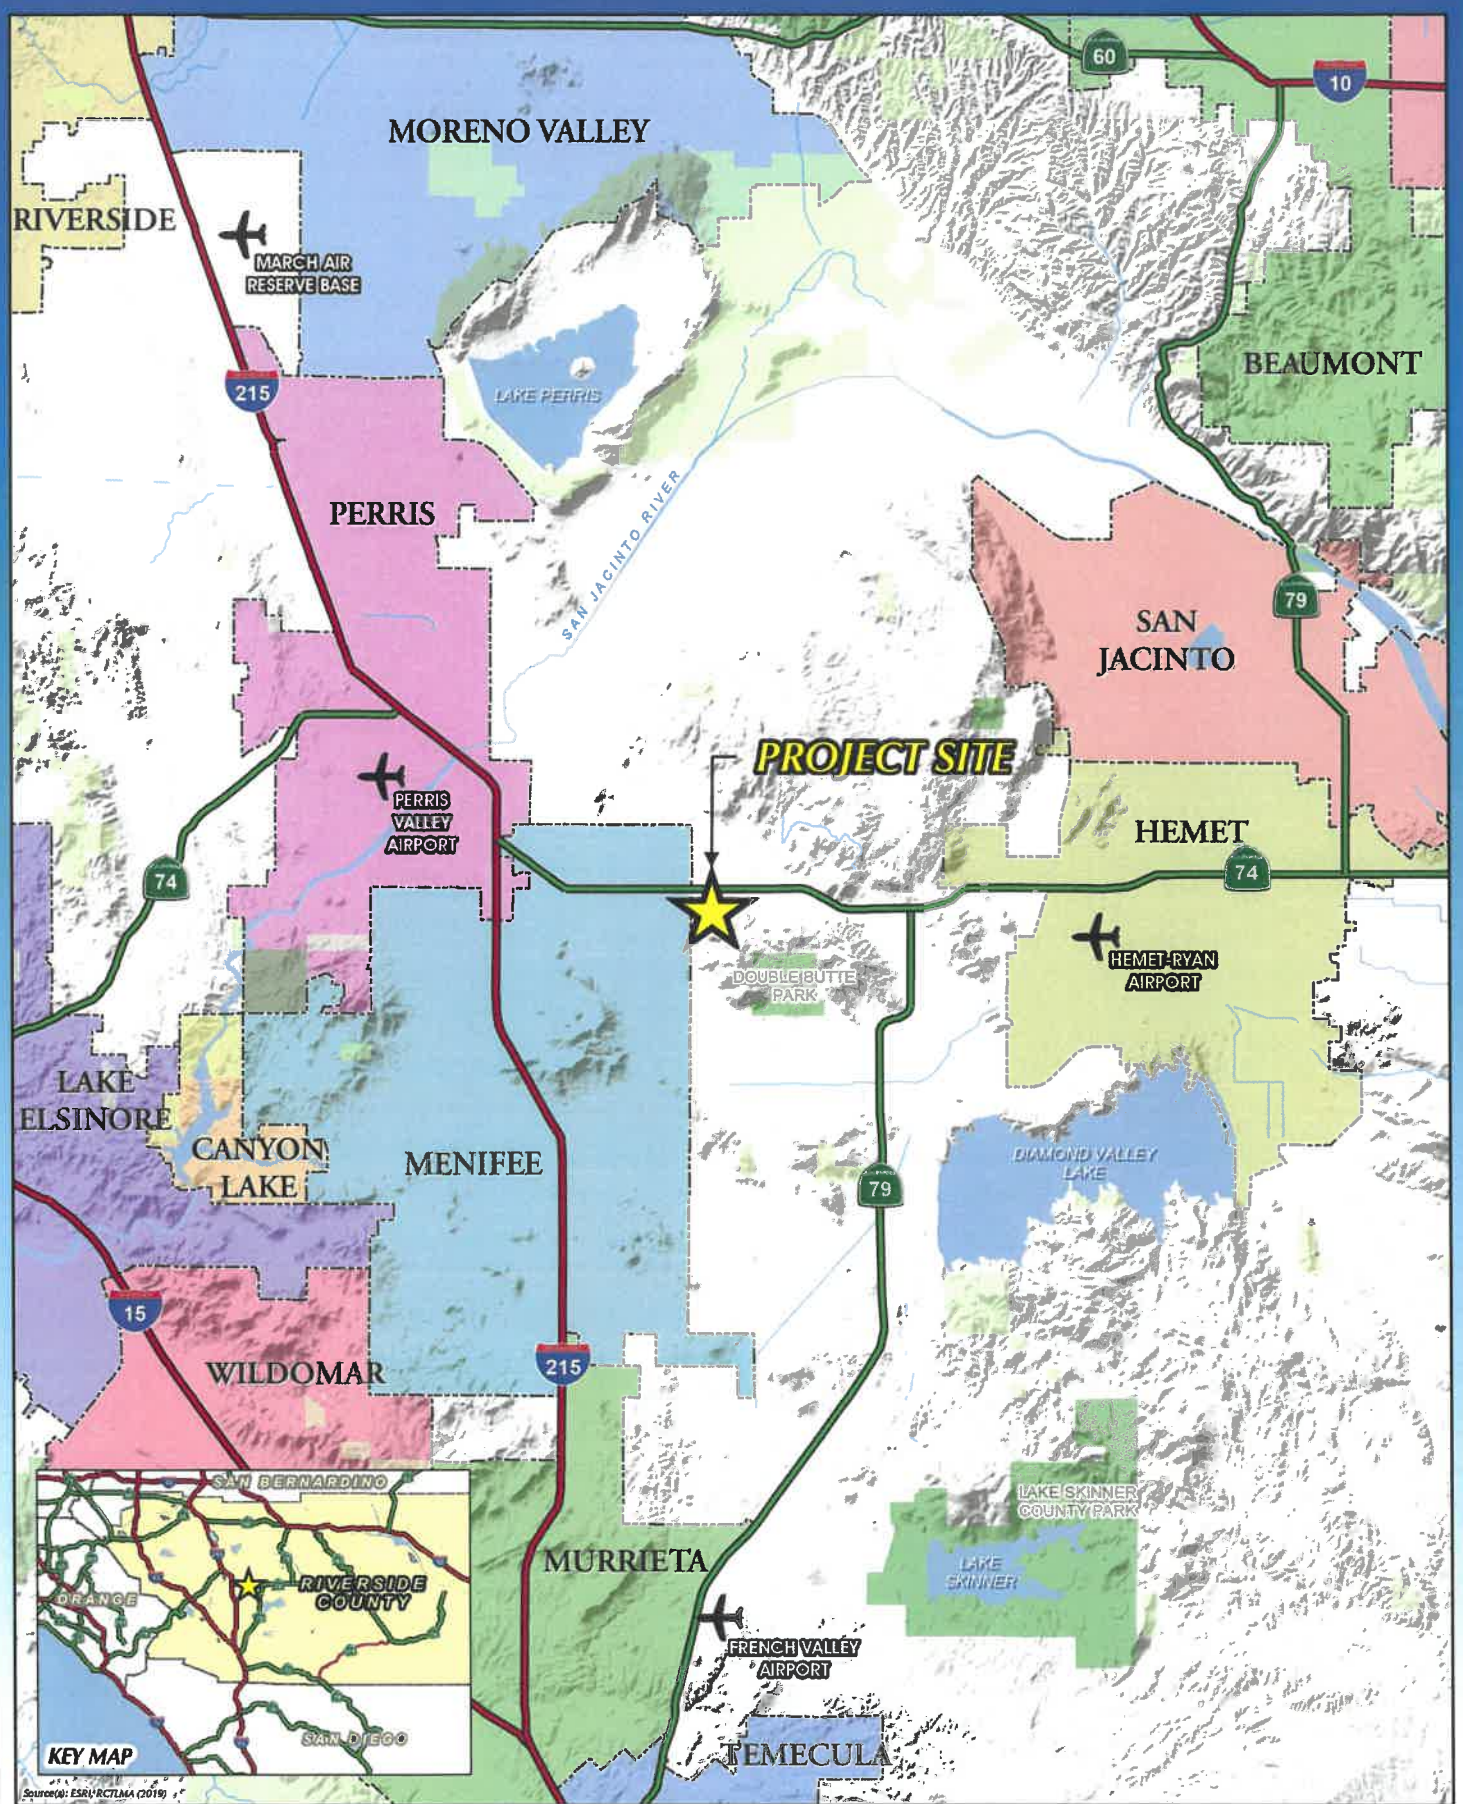 60
10
MORENO VALLEY
RIVERSIDE
MARCH AIR
RESERVE BASE
BEAUMONT
215
LAKE PERRIS
PERRIS
SAN JACINTO RIVER
79
SAN
JACINTO
PROJECT SITE
PERRIS
VALLEY
AIRPORT
HEMET
74
74
HEMET-RYAN
AIRPORT
DOUBLE BUTTE
PARK
LAKE
ELSINORE
CANYON
LAKE
MENIFEE
DIAMOND VALLEY
LAKE
79
15
215
WILDOMAR
SAN BERNARDINO
LAKE SKINNER
COUNTY PARK
MURRIETA
LAKE
SKINNER
RIVERSIDE
COUNTY
ORANGE
FRENCH VALLEY
AIRPORT
SAN DIEGO
TEMECULA
KEY MAP
Source(s): ESRI, RCTLMA (2019)